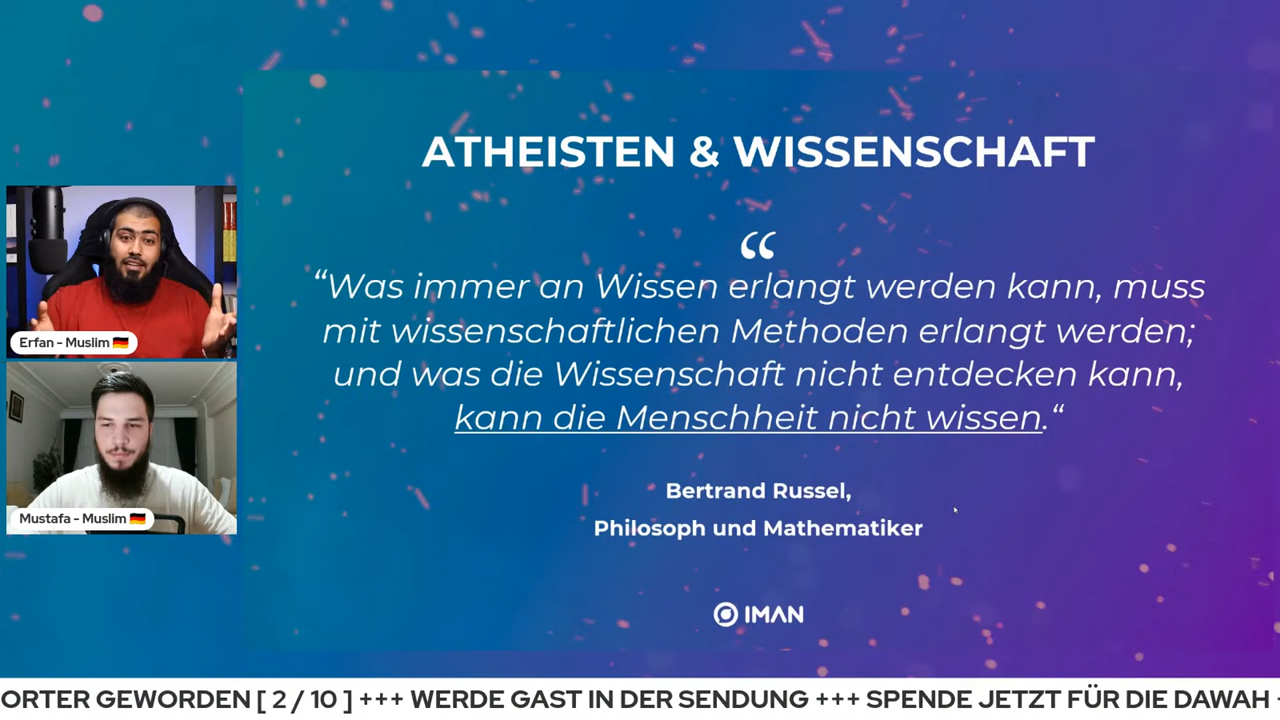 ATHEISTEN & WISSENSCHAFT
“
“Was immer an Wissen erlangt werden kann, muss
mit wissenschaftlichen Methoden erlangt werden;
und was die Wissenschaft nicht entdecken kann,
kann die Menschheit nicht wissen.“
Bertrand Russel,
Philosoph und Mathematiker
IMAN
Erfan - Muslim
Mustafa - Muslim
ORTER GEWORDEN [ 2 / 10 ] +++ WERDE GAST IN DER SENDUNG +++ SPENDE JETZT FÜR DIE DAWAH